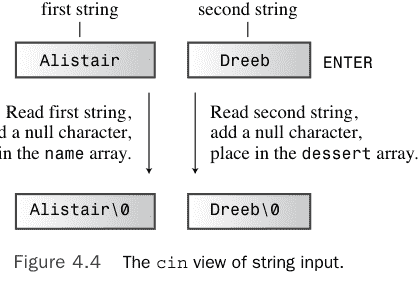 first string
second string
Alistair
Dreeb
ENTER
Read first string,
add a null character,
in the name array.
Read second string,
add a null character,
place in the dessert array.
Alistair\0
Dreeb\0
Figure 4.4 The cin view of string input.